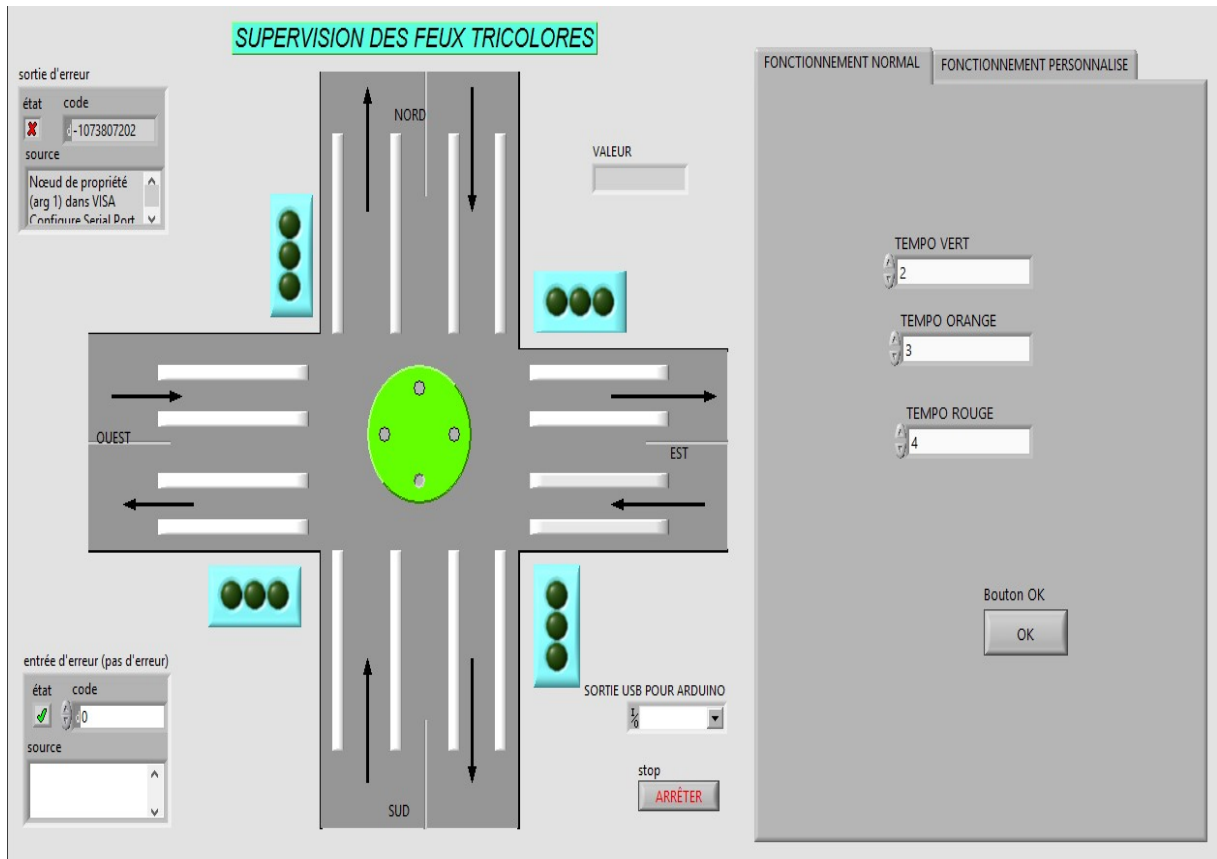 SUPERVISION DES FEUX TRICOLORES
sortie d'erreur
état code
-1073807202
source
Nœud de propriété
(arg 1) dans VISA
Configure Serial Port
NORD
VALEUR
OUEST
EST
SUD
entrée d'erreur (pas d'erreur)
état code
0
source
SORTIE USB POUR ARDUINO
stop
ARRÊTER
FONCTIONNEMENT NORMAL
FONCTIONNEMENT PERSONNALISE
TEMPO VERT
2
TEMPO ORANGE
3
TEMPO ROUGE
4
Bouton OK
OK